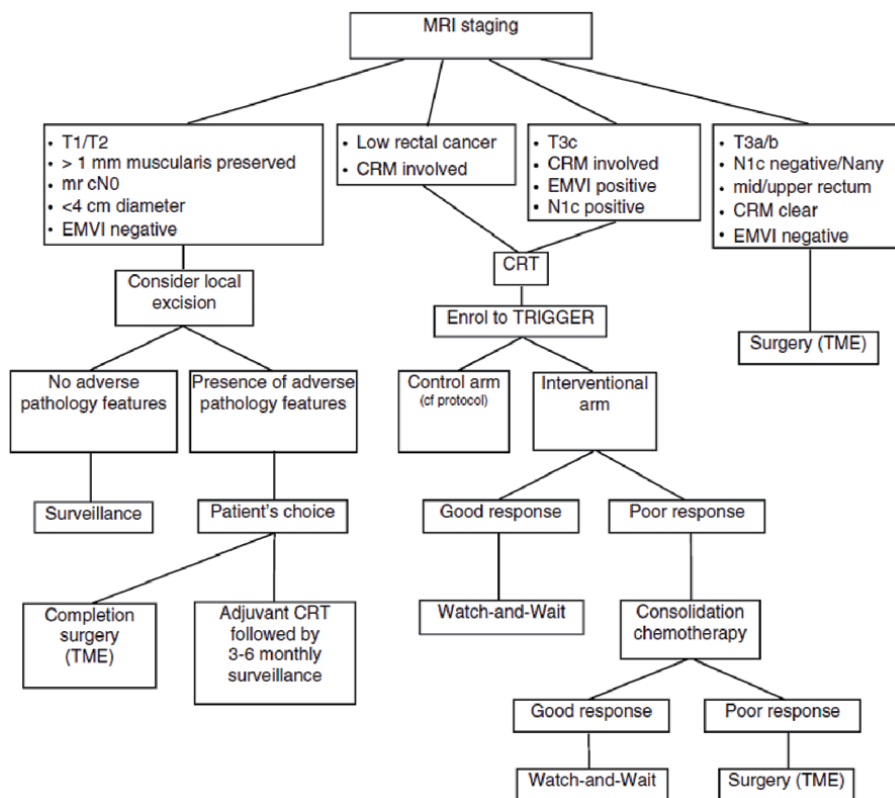 MRI staging
• T1/T2
• > 1 mm muscularis preserved
• mr cN0
• <4 cm diameter
• EMVI negative
• Low rectal cancer
• CRM involved
• T3c
• CRM involved
• EMVI positive
• N1c positive
• T3a/b
• N1c negative/Nany
• mid/upper rectum
• CRM clear
• EMVI negative
Consider local
excision
CRT
Enrol to TRIGGER
Surgery (TME)
No adverse
pathology features
Presence of adverse
pathology features
Control arm
(cf protocol)
Interventional
arm
Surveillance
Patient's choice
Good response
Poor response
Completion
surgery
(TME)
Adjuvant CRT
followed by
3-6 monthly
surveillance
Watch-and-Wait
Consolidation
chemotherapy
Good response
Poor response
Watch-and-Wait
Surgery (TME)